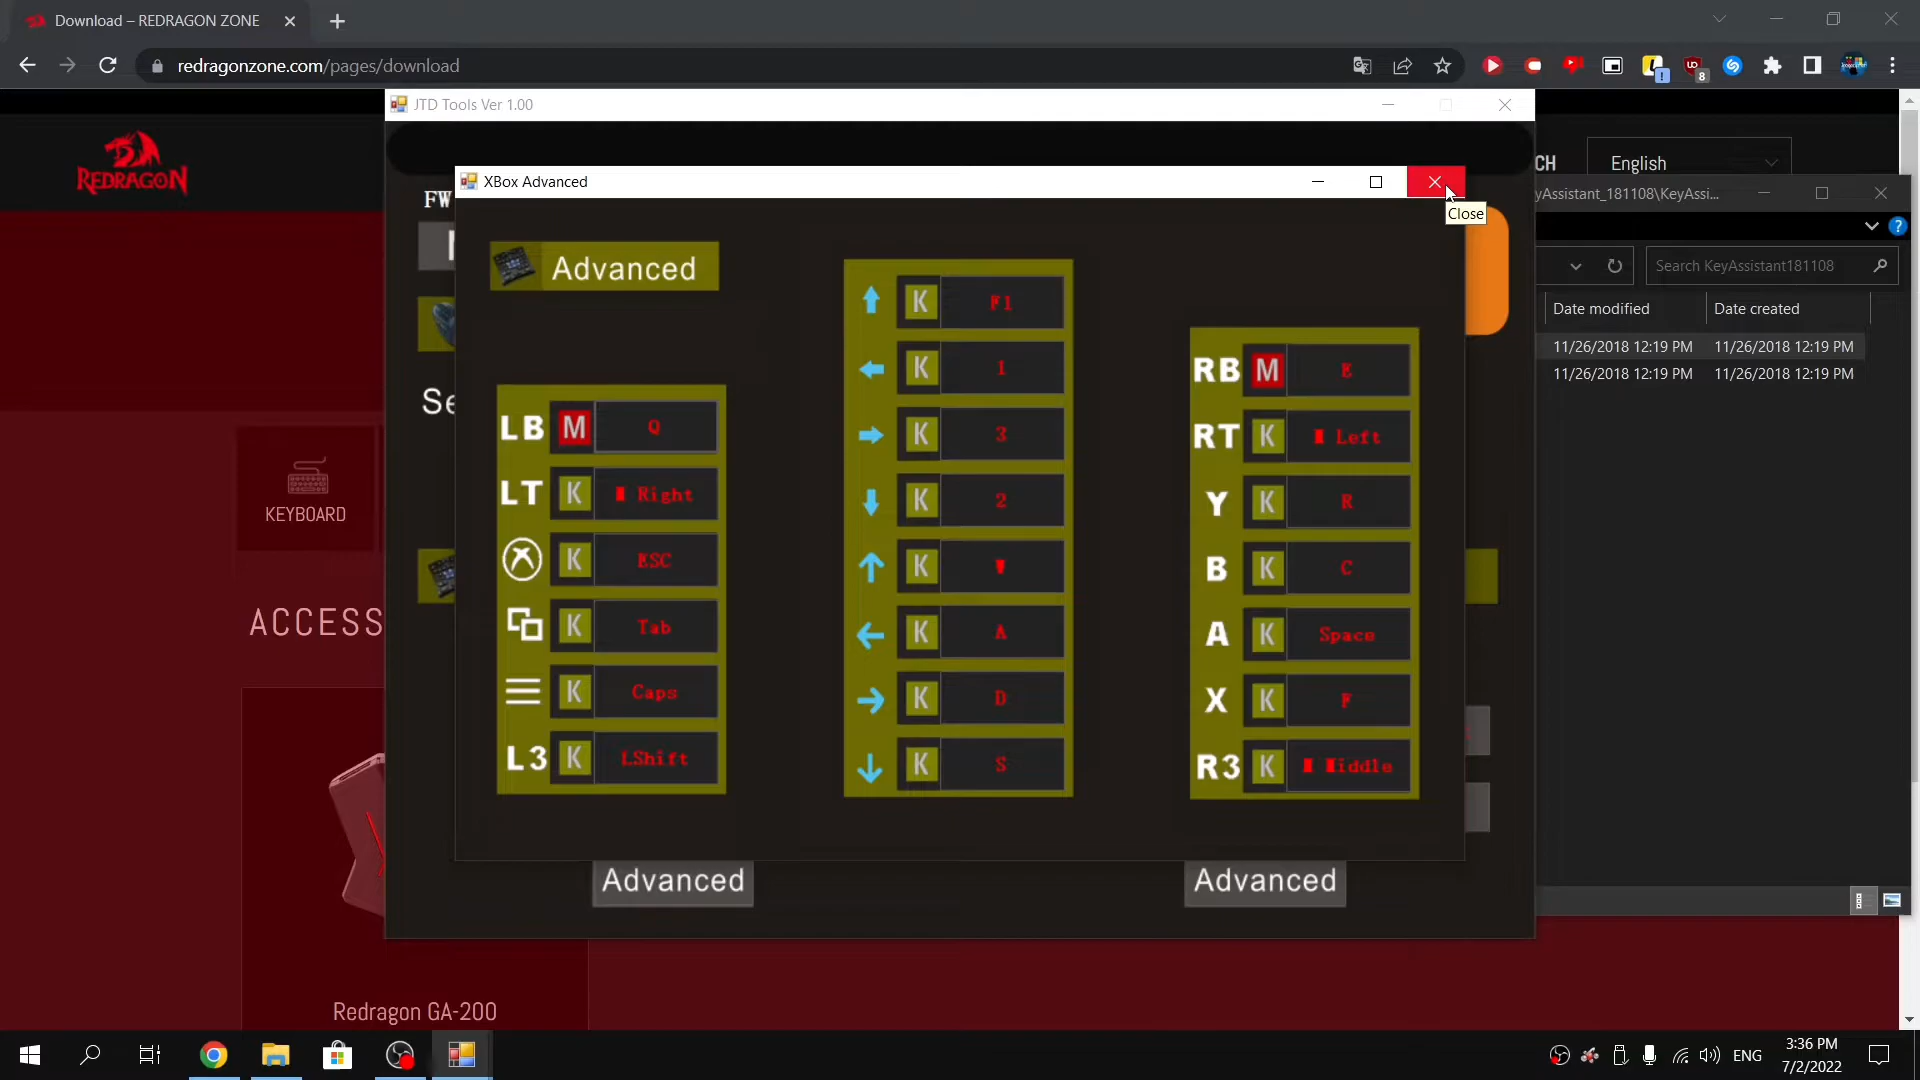 Download – REDRAGON ZONE
redragonzone.com/pages/download
8
JTD Tools Ver 1.00
REDRAGON
CH
English
XBox Advanced
Close
yAssistant_181108\KeyAssi...
FW
Advanced
Search KeyAssistant181108
Date modified
Date created
11/26/2018 12:19 PM
11/26/2018 12:19 PM
11/26/2018 12:19 PM
11/26/2018 12:19 PM
Se
KEYBOARD
ACCESS
LB M Q
LT K Right
K ESC
K Tab
K Caps
L3 K LShift
K F1
K 1
K 3
K 2
K W
K A
K D
K S
RB M E
RT K Left
Y K R
B K C
A K Space
X K F
R3 K Middle
Advanced
Advanced
Redragon GA-200
ENG
3:36 PM
7/2/2022